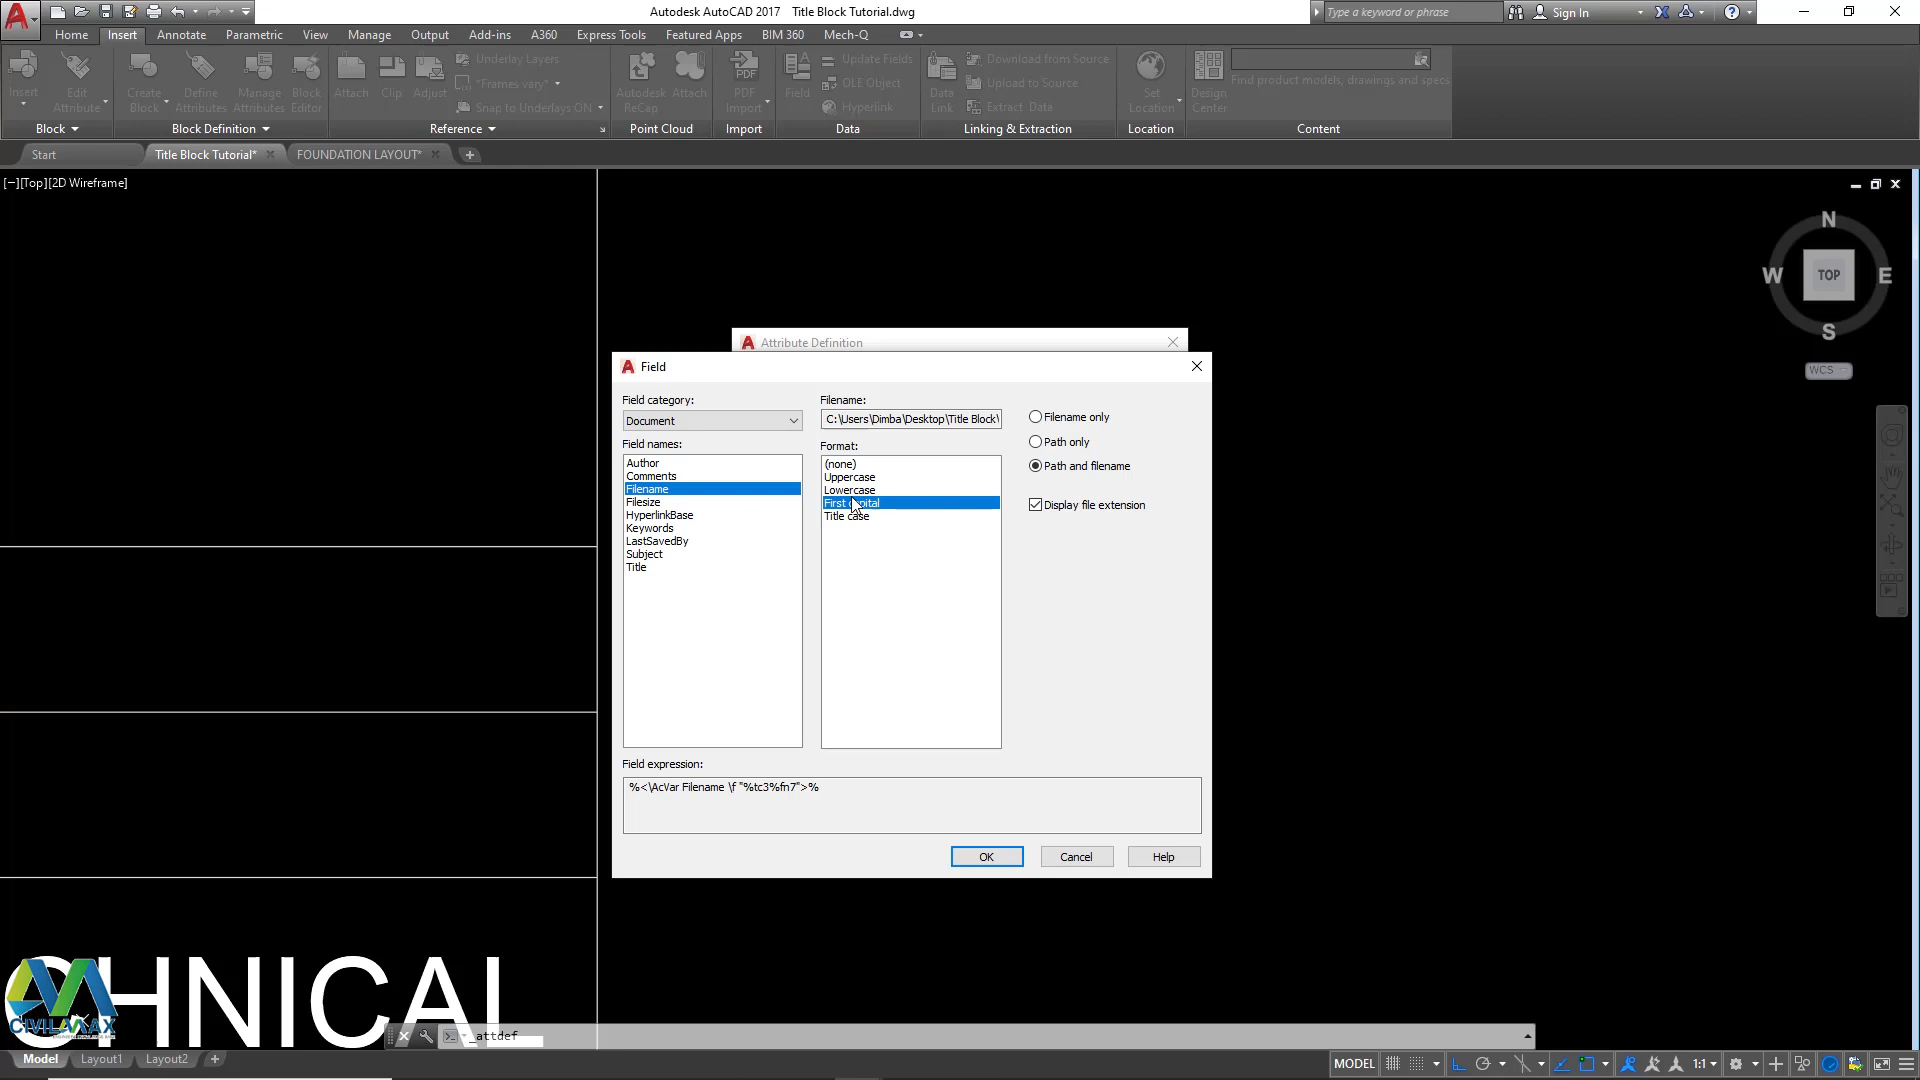 Autodesk AutoCAD 2017 Title Block Tutorial.dwg
Type a keyword or phrase
Sign In
Home Insert Annotate Parametric View Manage Output Add-ins A360 Express Tools Featured Apps BIM 360 Mech-Q
Insert
Edit Attribute
Create Block
Define Attributes
Manage Attributes
Block Editor
Attach
Clip
Adjust
Underlay Layers
*Frames vary*
Snap to Underlays ON
Autodesk ReCap
Attach
PDF Import
Field
Update Fields
OLE Object
Hyperlink
Data Link
Download from Source
Upload to Source
Extract Data
Set Location
Design Center
Find product models, drawings and specs
Block
Block Definition
Reference
Point Cloud
Import
Data
Linking & Extraction
Location
Content
Start
Title Block Tutorial*
FOUNDATION LAYOUT*
[−][Top][2D Wireframe]
N
W
TOP
E
S
WCS
Attribute Definition
Field
Field category:
Document
Field names:
Author
Comments
Filename
Filesize
HyperlinkBase
Keywords
LastSavedBy
Subject
Title
Filename:
C:\Users\Dimba\Desktop\Title Block\
Format:
(none)
Uppercase
Lowercase
First capital
Title case
Filename only
Path only
Path and filename
Display file extension
Field expression:
%<\AcVar Filename \f "%tc3%fn7">%
OK
Cancel
Help
CHNICAL
CIVILMAX
_attdef
Model
Layout1
Layout2
MODEL
1:1